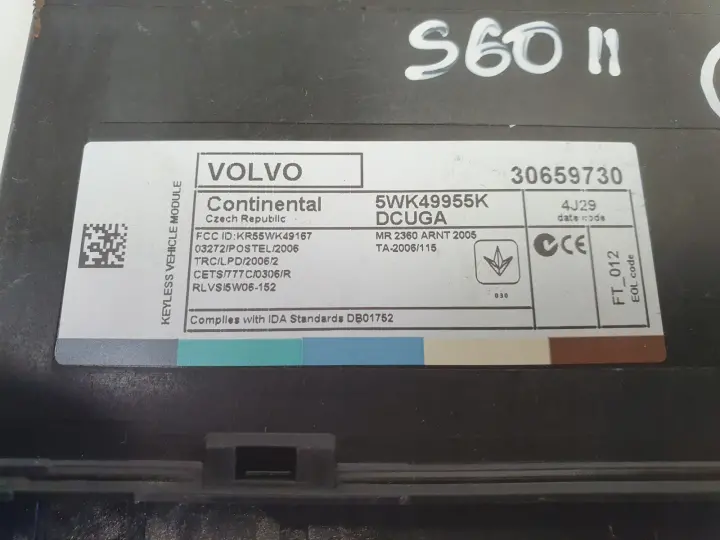 S60 II
VOLVO
30659730
KEYLESS VEHICLE MODULE
Continental
Czech Republic
5WK49955K
DCUGA
4J29
date code
FCC ID:KR55WK49167
03272/POSTEL/2006
TRC/LPD/2006/2
CETS/777C/0306/R
RLVSI5W06-152
MR 2360 ARNT 2005
TA-2006/115
030
CE
FT_012
EOL code
Complies with IDA Standards DB01752